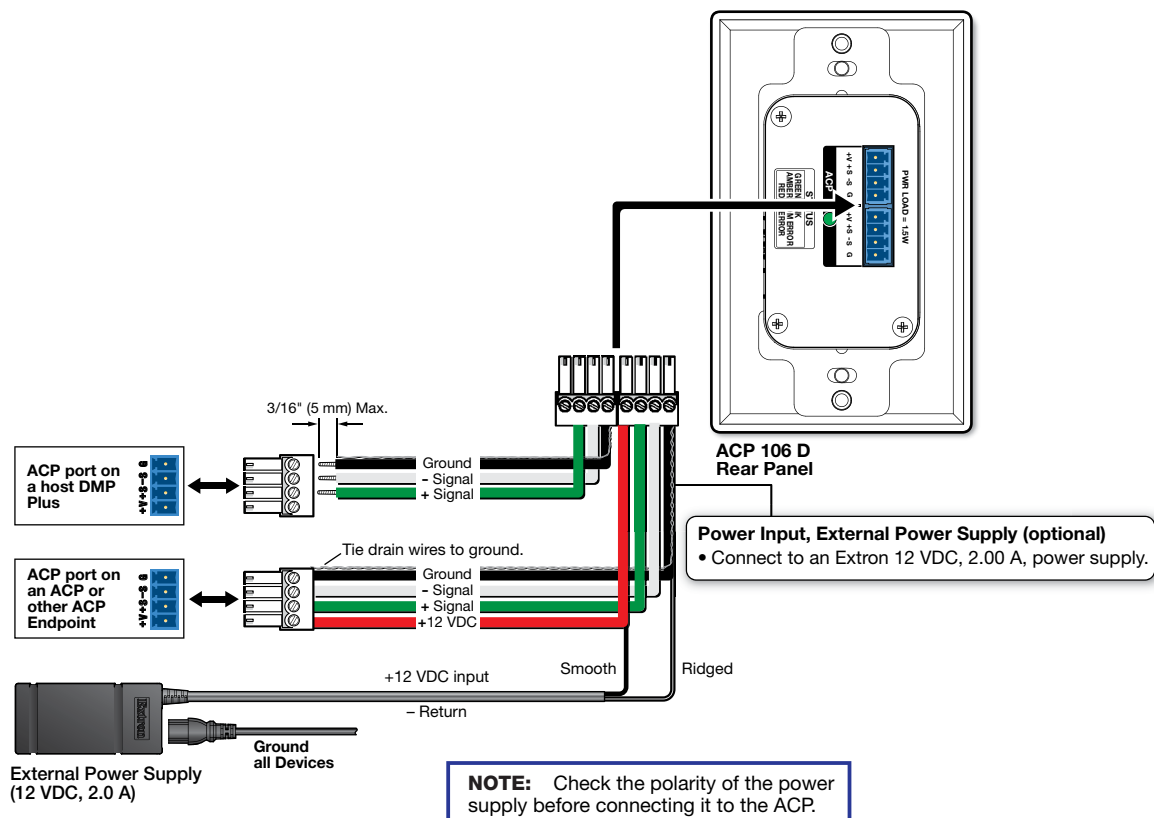 PWR LOAD = 1.5W
+V +S -S G
+V +S -S G
ACP
GREEN
AMBER
RED
ERROR
ERROR
ACP 106 D
Rear Panel
3/16" (5 mm) Max.
ACP port on
a host DMP
Plus
+V+S-S G
Ground
– Signal
+ Signal
Power Input, External Power Supply (optional)
• Connect to an Extron 12 VDC, 2.00 A, power supply.
Tie drain wires to ground.
ACP port on
an ACP or
other ACP
Endpoint
+V+S-S G
Ground
– Signal
+ Signal
+12 VDC
Smooth
Ridged
+12 VDC input
– Return
Extron
Ground
all Devices
External Power Supply
(12 VDC, 2.0 A)
NOTE: Check the polarity of the power
supply before connecting it to the ACP.